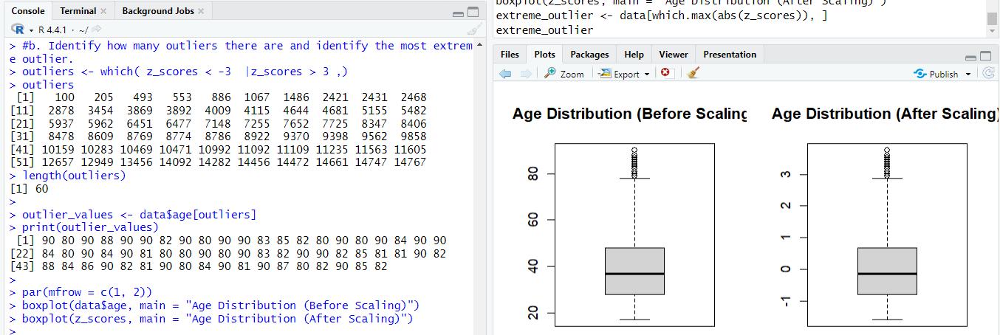 Console Terminal Background Jobs
R R 4.4.1 · ~/
> #b. Identify how many outliers there are and identify the most extrem
e outlier.
> outliers <- which( z_scores < -3  |z_scores > 3 ,)
> outliers
 [1]   100   205   493   553   886  1067  1486  2421  2431  2468
[11]  2878  3454  3869  3892  4009  4115  4644  4681  5155  5482
[21]  5937  5962  6451  6477  7148  7255  7652  7725  8347  8406
[31]  8478  8609  8769  8774  8786  8922  9370  9398  9562  9858
[41] 10159 10283 10469 10471 10992 11092 11109 11235 11563 11605
[51] 12657 12949 13456 14092 14282 14456 14472 14661 14747 14767
> length(outliers)
[1] 60
>
> outlier_values <- data$age[outliers]
> print(outlier_values)
 [1] 90 80 90 88 90 90 82 90 80 90 90 83 85 82 80 90 80 90 84 90 90
[22] 84 80 90 84 90 81 80 80 90 80 90 83 82 90 90 82 85 81 81 90 82
[43] 88 84 86 90 82 81 90 80 84 90 81 90 87 80 82 90 85 82
>
> par(mfrow = c(1, 2))
> boxplot(data$age, main = "Age Distribution (Before Scaling)")
> boxplot(z_scores, main = "Age Distribution (After Scaling)")
>
boxplot(z_scores, main = "Age Distribution (After Scaling)")
extreme_outlier <- data[which.max(abs(z_scores)), ]
extreme_outlier
Files Plots Packages Help Viewer Presentation
Zoom Export Publish
Age Distribution (Before Scaling
80
60
40
20
Age Distribution (After Scaling)
3
2
1
0
-1